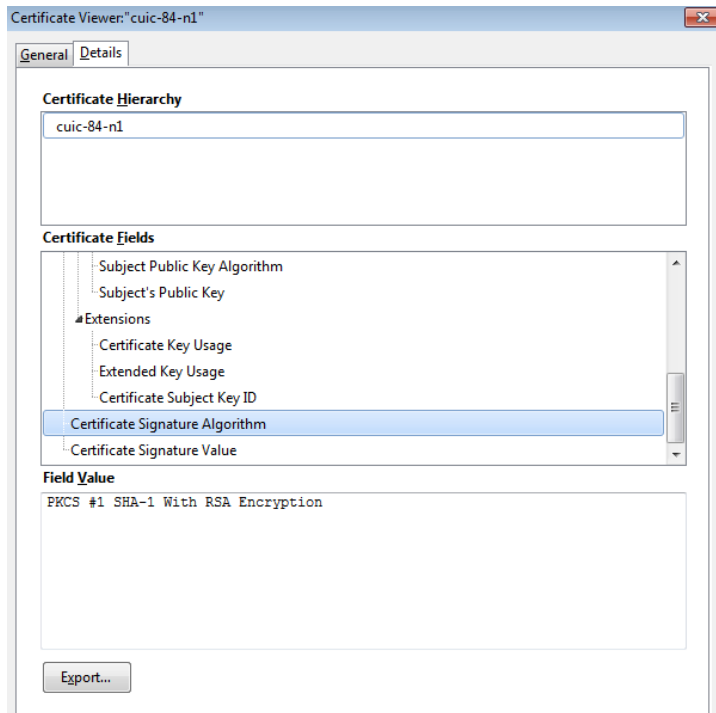 Certificate Viewer:"cuic-84-n1"
General Details
Certificate Hierarchy
cuic-84-n1
Certificate Fields
Subject Public Key Algorithm
Subject's Public Key
Extensions
Certificate Key Usage
Extended Key Usage
Certificate Subject Key ID
Certificate Signature Algorithm
Certificate Signature Value
Field Value
PKCS #1 SHA-1 With RSA Encryption
Export...